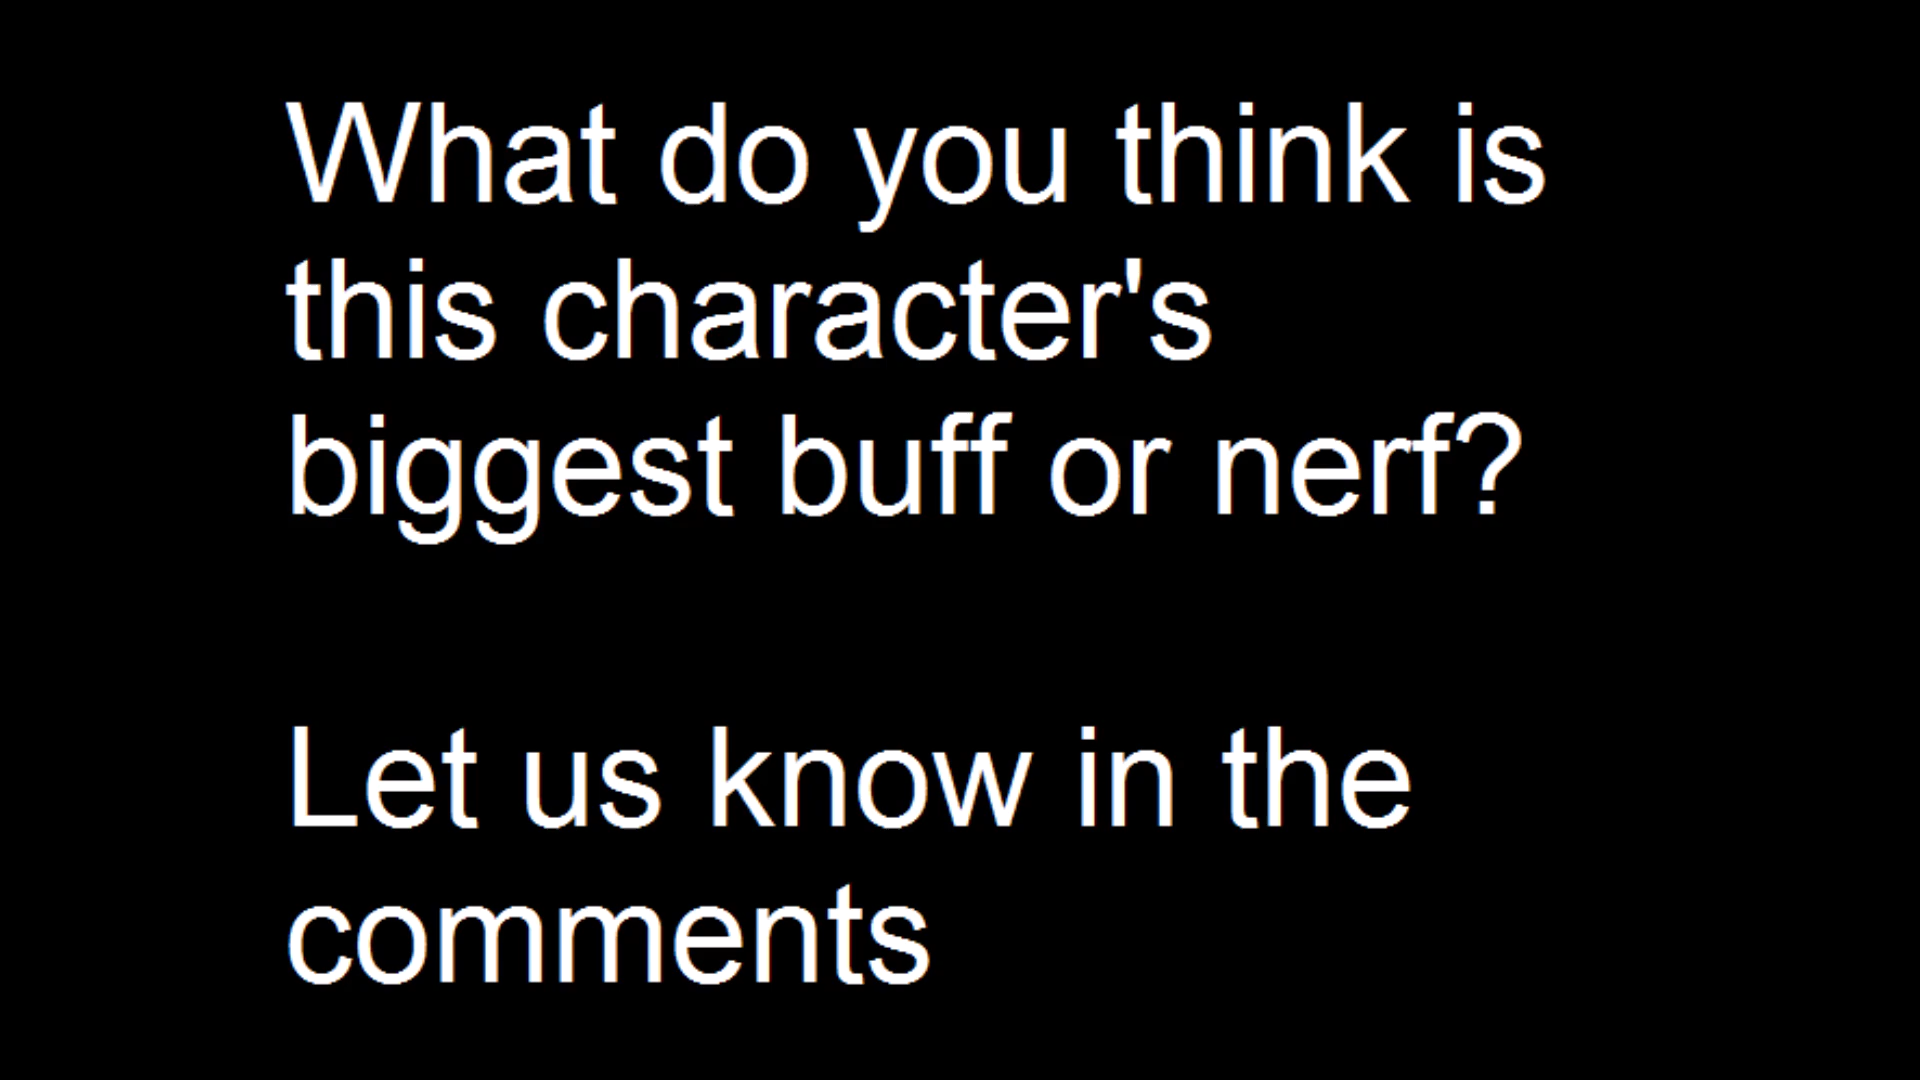 What do you think is
this character's
biggest buff or nerf?
Let us know in the
comments